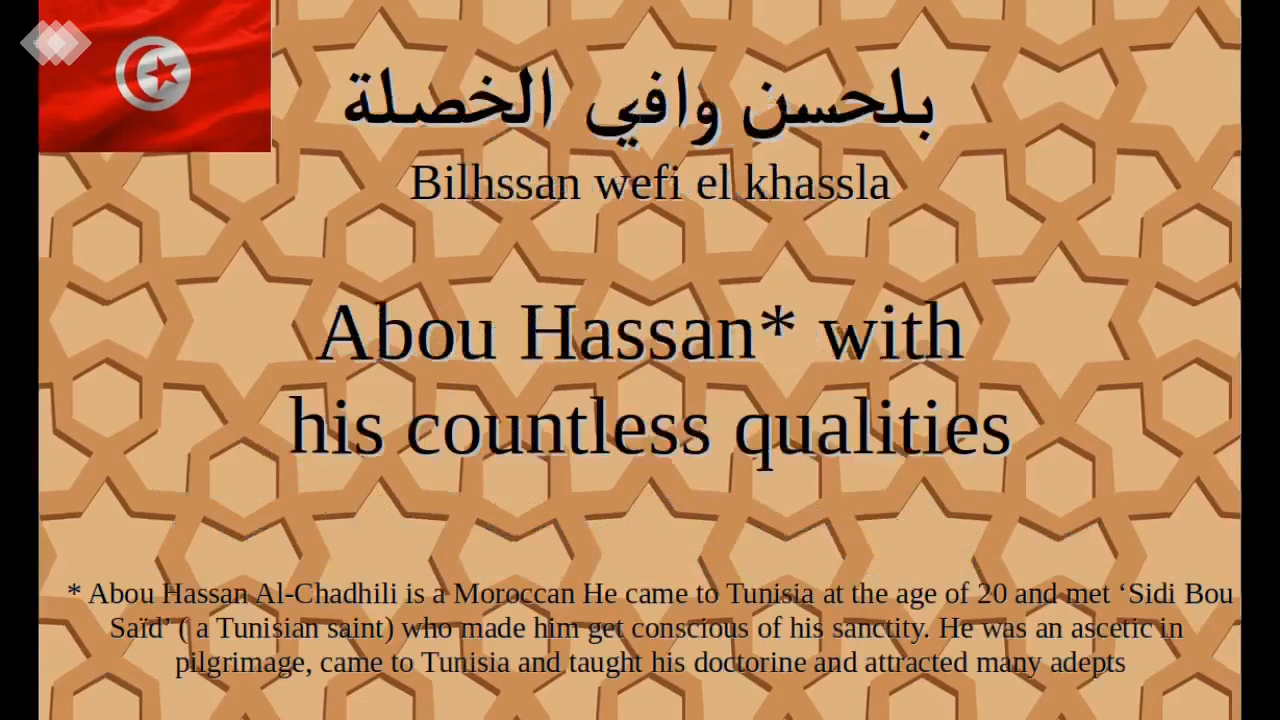 بلحسن وافي الخصلة
Bilhssan wefi el khassla
Abou Hassan* with
his countless qualities
* Abou Hassan Al-Chadhili is a Moroccan He came to Tunisia at the age of 20 and met ‘Sidi Bou
Saïd’ ( a Tunisian saint) who made him get conscious of his sanctity. He was an ascetic in
pilgrimage, came to Tunisia and taught his doctorine and attracted many adepts